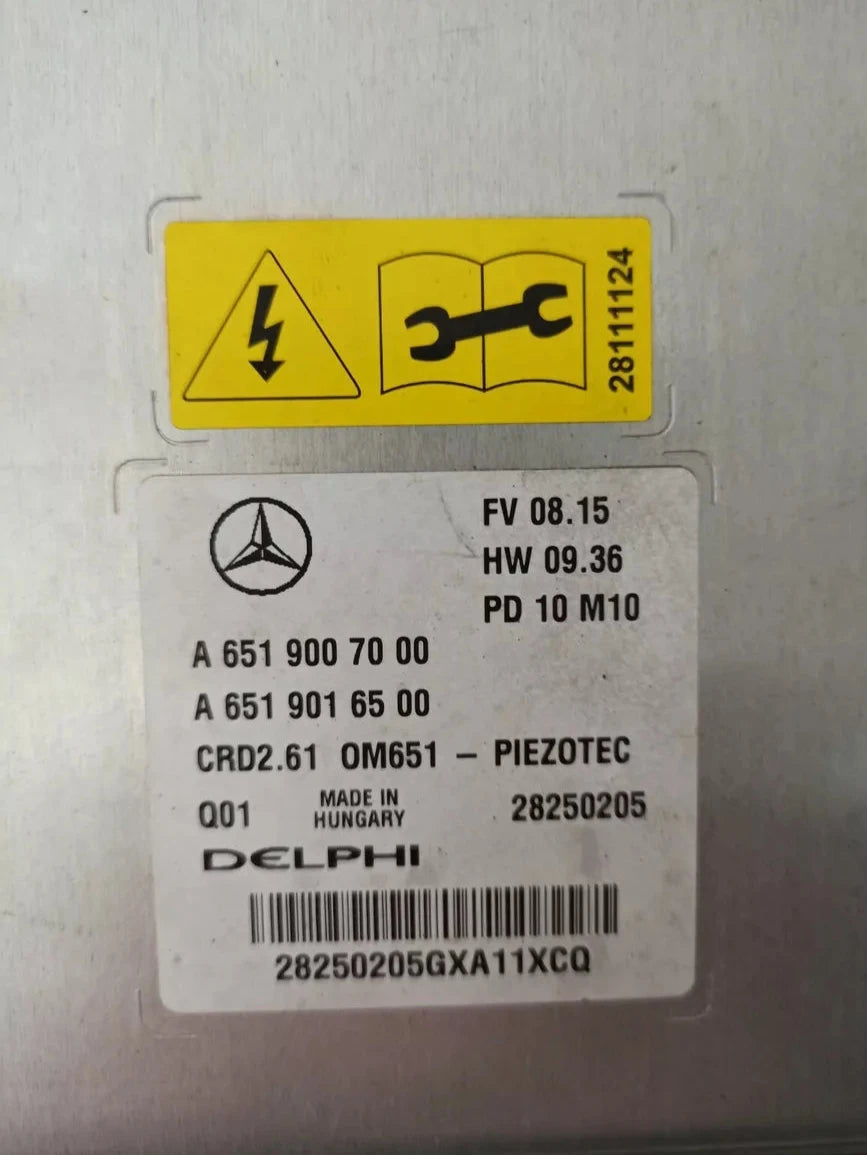 28111124
FV 08.15
HW 09.36
PD 10 M10
A 651 900 70 00
A 651 901 65 00
CRD2.61 OM651 – PIEZOTEC
Q01 MADE IN HUNGARY 28250205
DELPHI
28250205GXA11XCQ